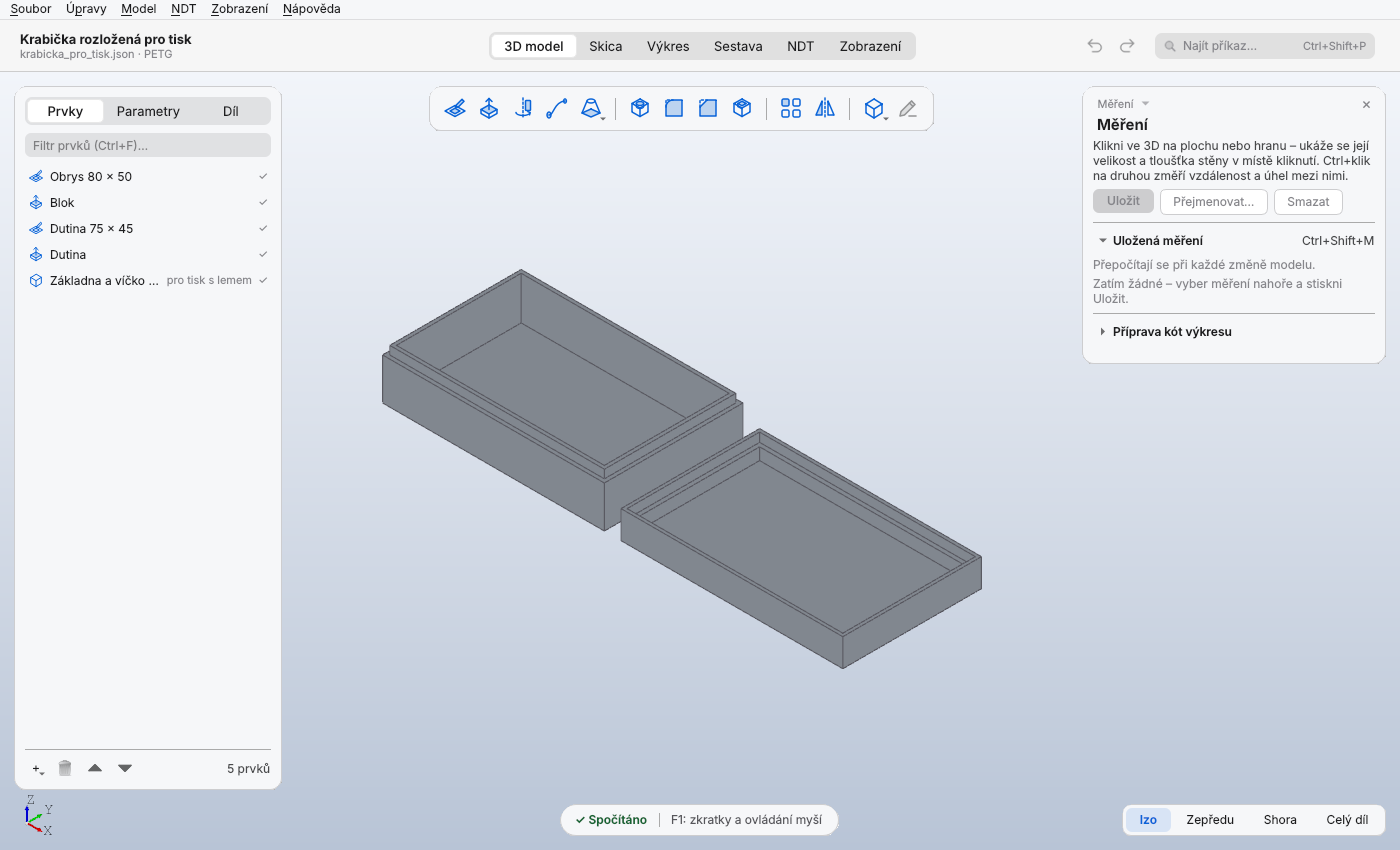 Soubor Úpravy Model NDT Zobrazení Nápověda
Krabička rozložená pro tisk
krabicka_pro_tisk.json · PETG
3D model Skica Výkres Sestava NDT Zobrazení
Najít příkaz... Ctrl+Shift+P
Prvky Parametry Díl
Filtr prvků (Ctrl+F)...
Obrys 80 × 50
Blok
Dutina 75 × 45
Dutina
Základna a víčko ... pro tisk s lemem
+ 5 prvků
Měření
Měření
Klikni ve 3D na plochu nebo hranu – ukáže se její
velikost a tloušťka stěny v místě kliknutí. Ctrl+klik
na druhou změří vzdálenost a úhel mezi nimi.
Uložit Přejmenovat... Smazat
Uložená měření Ctrl+Shift+M
Přepočítají se při každé změně modelu.
Zatím žádné – vyber měření nahoře a stiskni
Uložit.
Příprava kót výkresu
Z
Y
X
Spočítáno F1: zkratky a ovládání myší
Izo Zepředu Shora Celý díl